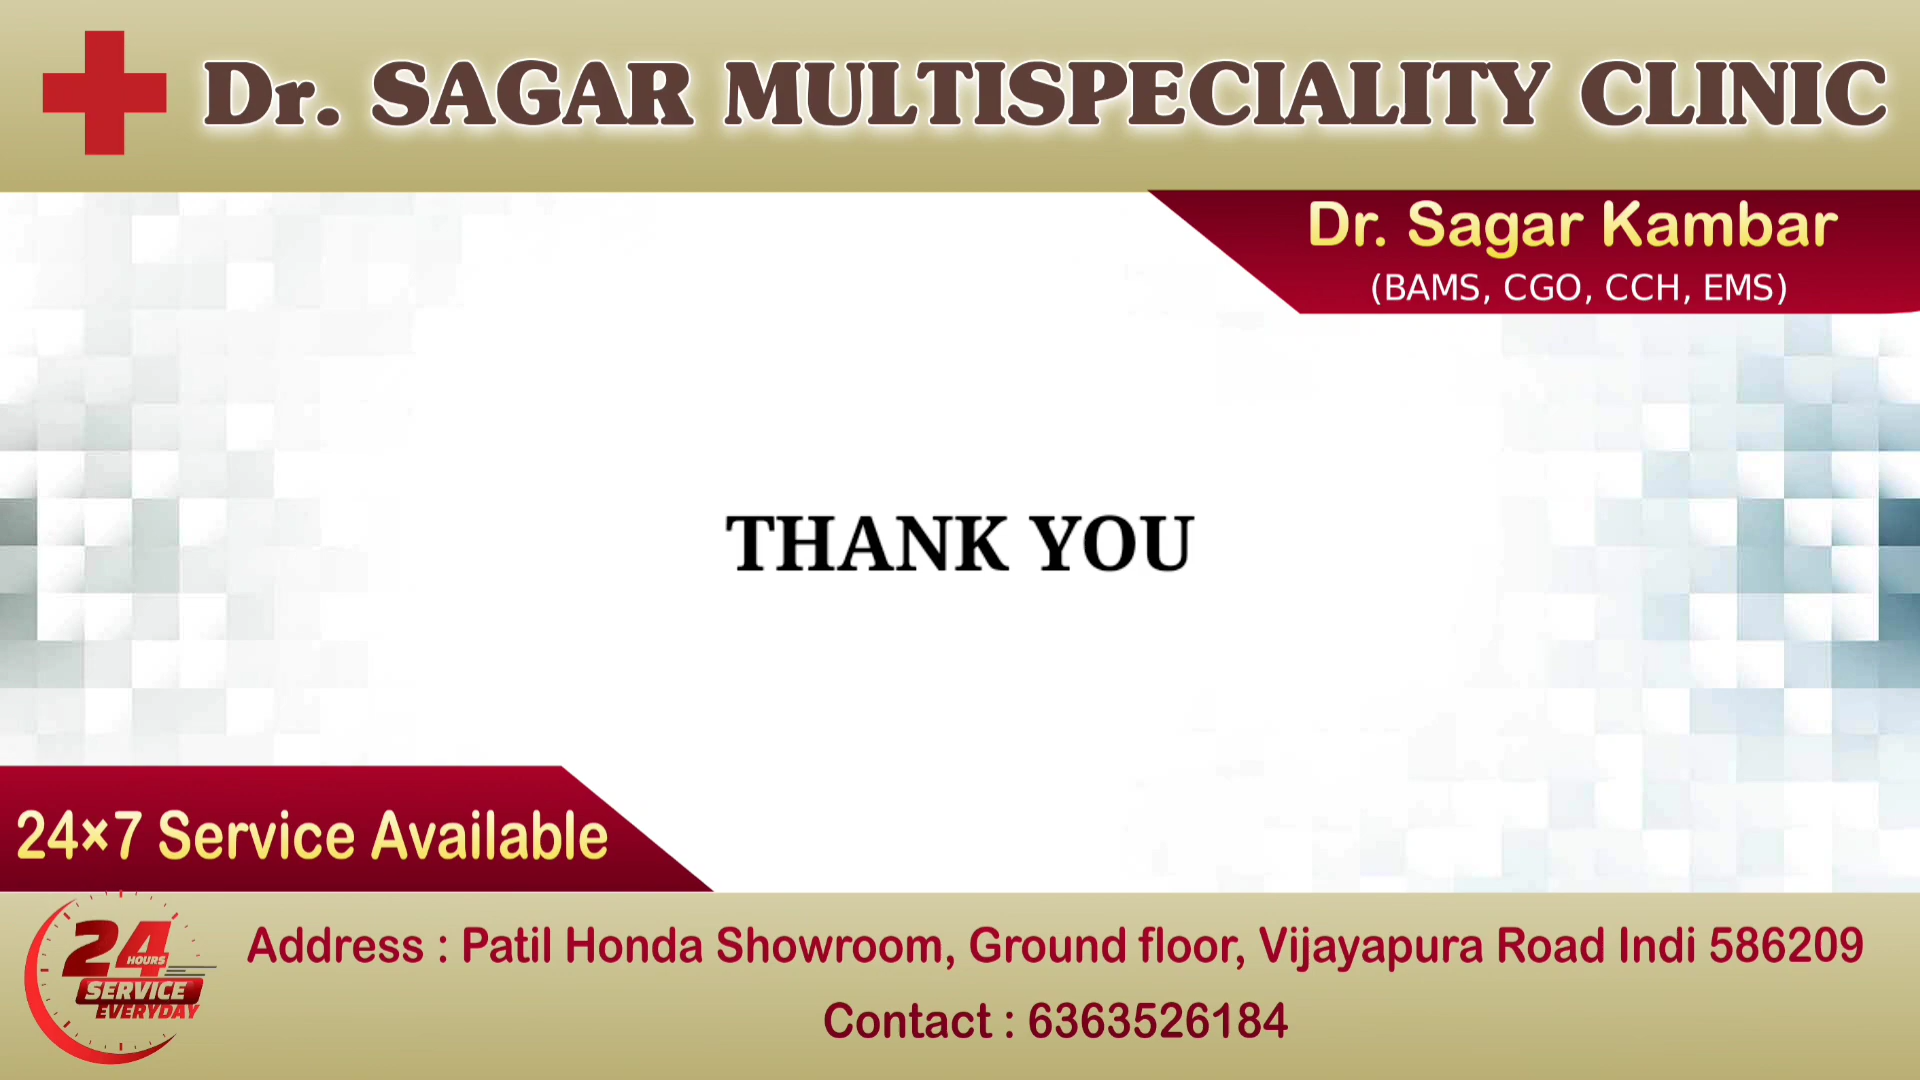 Dr. SAGAR MULTISPECIALITY CLINIC
Dr. Sagar Kambar
(BAMS, CGO, CCH, EMS)
THANK YOU
24×7 Service Available
24
HOURS
SERVICE
EVERYDAY
Address : Patil Honda Showroom, Ground floor, Vijayapura Road Indi 586209
Contact : 6363526184